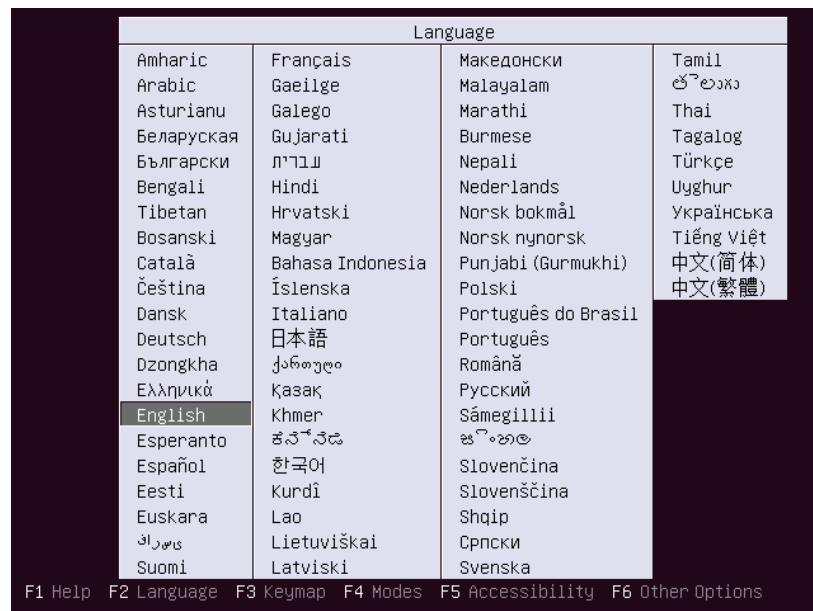 Language
Amharic
Arabic
Asturianu
Беларуская
Български
Bengali
Tibetan
Bosanski
Català
Čeština
Dansk
Deutsch
Dzongkha
Ελληνικά
English
Esperanto
Español
Eesti
Euskara
ﻰﺳﺭﺎﻓ
Suomi
Français
Gaeilge
Galego
Gujarati
עברית
Hindi
Hrvatski
Magyar
Bahasa Indonesia
Íslenska
Italiano
日本語
ქართული
Қазақ
Khmer
ಕನ್ನಡ
한국어
Kurdî
Lao
Lietuviškai
Latviski
Македонски
Malayalam
Marathi
Burmese
Nepali
Nederlands
Norsk bokmål
Norsk nynorsk
Punjabi (Gurmukhi)
Polski
Português do Brasil
Português
Română
Русский
Sámegillii
සිංහල
Slovenčina
Slovenščina
Shqip
Српски
Svenska
Tamil
తెలుగు
Thai
Tagalog
Türkçe
Uyghur
Українська
Tiếng Việt
中文(简体)
中文(繁體)
F1 Help F2 Language F3 Keymap F4 Modes F5 Accessibility F6 Other Options